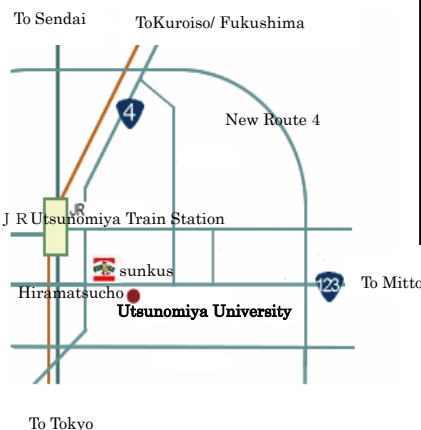 To Sendai
ToKuroiso/ Fukushima
4
New Route 4
JR
ＪＲUtsunomiya Train Station
sunkus
123
To Mitto
Hiramatsucho
Utsunomiya University
To Tokyo